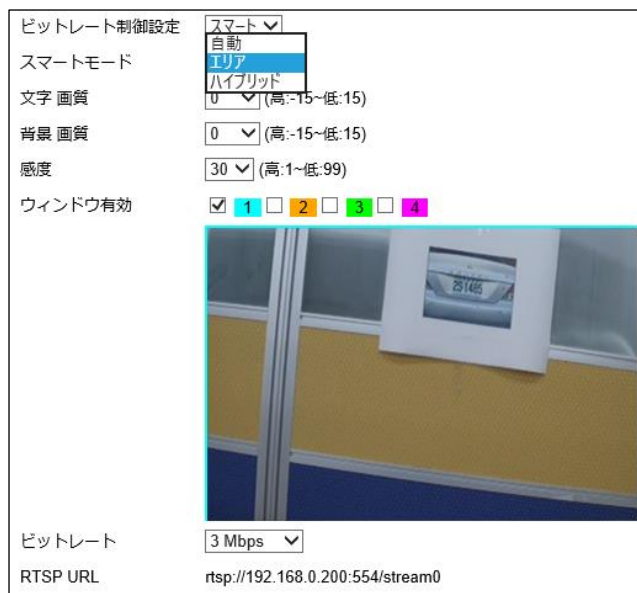 ビットレート制御設定 スマート
自動
スマートモード エリア
ハイブリッド
文字 画質 0 (高:-15~低:15)
背景 画質 0 (高:-15~低:15)
感度 30 (高:1~低:99)
ウィンドウ有効 1 2 3 4
2S1485
ビットレート 3 Mbps
RTSP URL rtsp://192.168.0.200:554/stream0